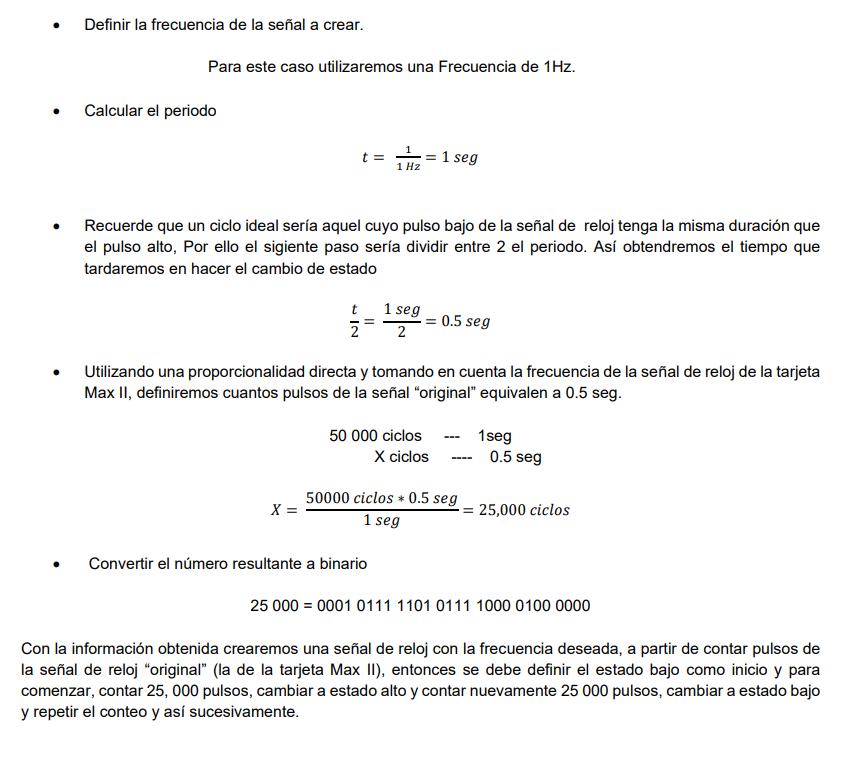 • Definir la frecuencia de la señal a crear.
Para este caso utilizaremos una Frecuencia de 1Hz.
• Calcular el periodo
t = 1 / 1 Hz = 1 seg
• Recuerde que un ciclo ideal sería aquel cuyo pulso bajo de la señal de reloj tenga la misma duración que
el pulso alto, Por ello el sigiente paso sería dividir entre 2 el periodo. Así obtendremos el tiempo que
tardaremos en hacer el cambio de estado
t/2 = 1 seg / 2 = 0.5 seg
• Utilizando una proporcionalidad directa y tomando en cuenta la frecuencia de la señal de reloj de la tarjeta
Max II, definiremos cuantos pulsos de la señal “original” equivalen a 0.5 seg.
50 000 ciclos --- 1seg
X ciclos ---- 0.5 seg
X = 50000 ciclos * 0.5 seg / 1 seg = 25,000 ciclos
• Convertir el número resultante a binario
25 000 = 0001 0111 1101 0111 1000 0100 0000
Con la información obtenida crearemos una señal de reloj con la frecuencia deseada, a partir de contar pulsos de
la señal de reloj “original” (la de la tarjeta Max II), entonces se debe definir el estado bajo como inicio y para
comenzar, contar 25, 000 pulsos, cambiar a estado alto y contar nuevamente 25 000 pulsos, cambiar a estado bajo
y repetir el conteo y así sucesivamente.